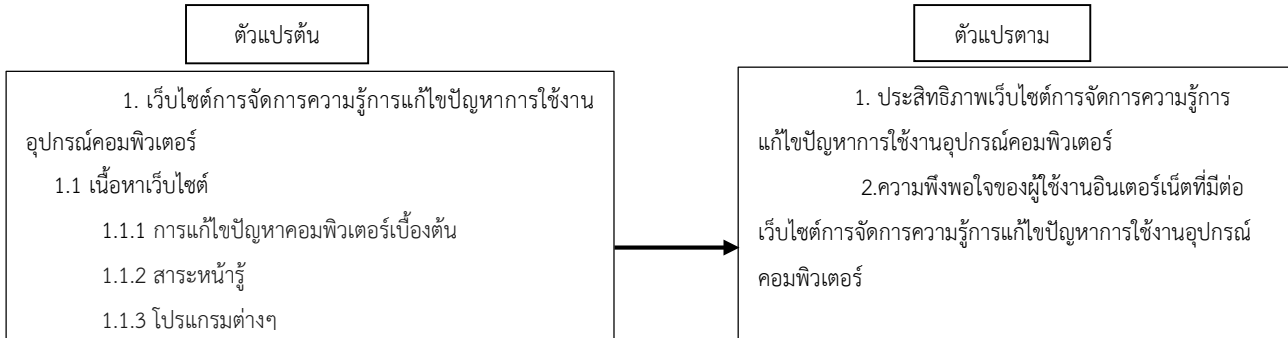 ตัวแปรต้น
1. เว็บไซต์การจัดการความรู้การแก้ไขปัญหาการใช้งาน
อุปกรณ์คอมพิวเตอร์
1.1 เนื้อหาเว็บไซต์
1.1.1 การแก้ไขปัญหาคอมพิวเตอร์เบื้องต้น
1.1.2 สาระหน้ารู้
1.1.3 โปรแกรมต่างๆ
ตัวแปรตาม
1. ประสิทธิภาพเว็บไซต์การจัดการความรู้การ
แก้ไขปัญหาการใช้งานอุปกรณ์คอมพิวเตอร์
2.ความพึงพอใจของผู้ใช้งานอินเตอร์เน็ตที่มีต่อ
เว็บไซต์การจัดการความรู้การแก้ไขปัญหาการใช้งานอุปกรณ์
คอมพิวเตอร์